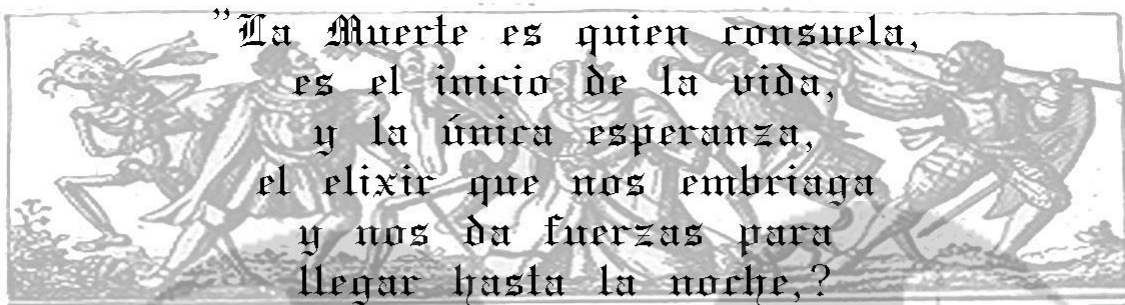 "La Muerte es quien consuela,
es el inicio de la vida,
y la única esperanza,
el elixir que nos embriaga
y nos da fuerzas para
llegar hasta la noche,?